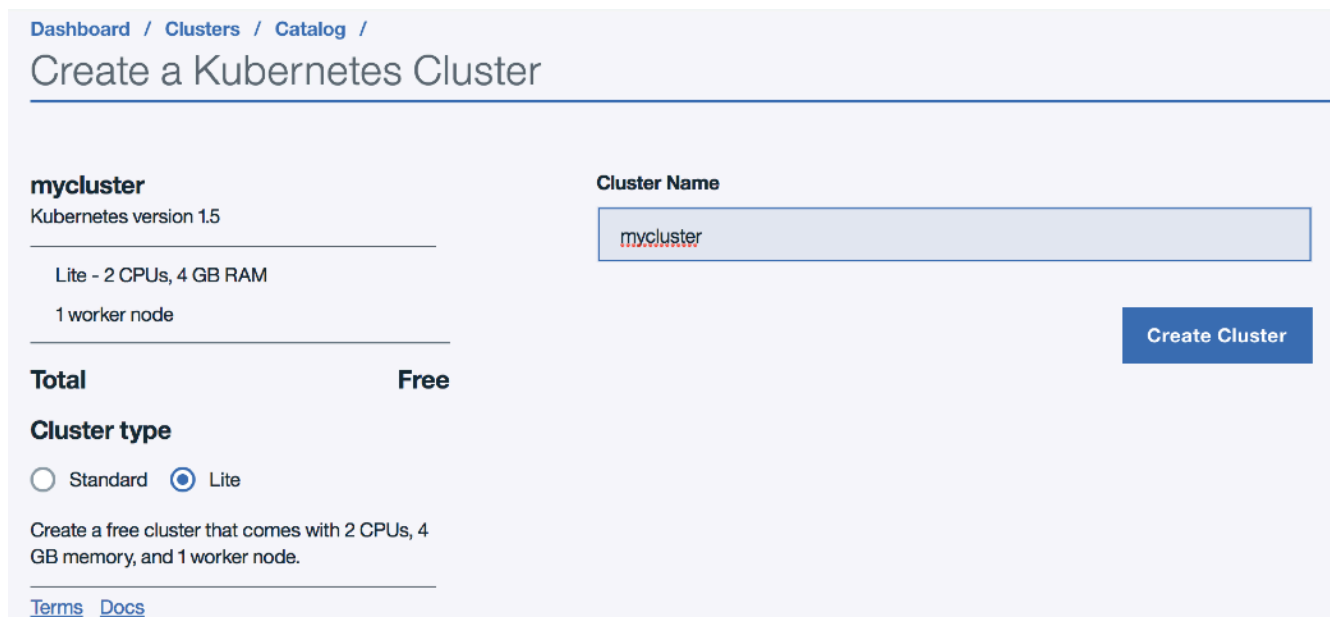 Dashboard / Clusters / Catalog /
Create a Kubernetes Cluster
mycluster
Kubernetes version 1.5
Lite - 2 CPUs, 4 GB RAM
1 worker node
Total Free
Cluster type
Standard Lite
Create a free cluster that comes with 2 CPUs, 4
GB memory, and 1 worker node.
Terms Docs
Cluster Name
mycluster
Create Cluster